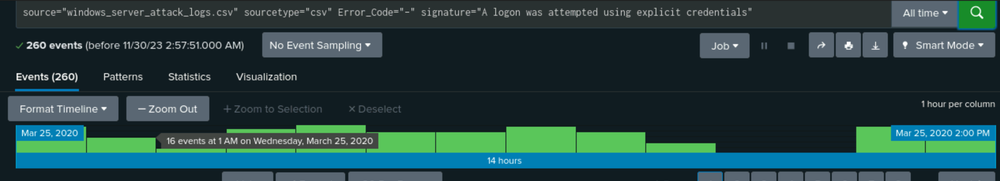 source="windows_server_attack_logs.csv" sourcetype="csv" Error_Code="-" signature="A logon was attempted using explicit credentials"
All time
260 events (before 11/30/23 2:57:51.000 AM)
No Event Sampling
Job
Smart Mode
Events (260)
Patterns
Statistics
Visualization
Format Timeline
− Zoom Out
+ Zoom to Selection
× Deselect
1 hour per column
Mar 25, 2020
16 events at 1 AM on Wednesday, March 25, 2020
Mar 25, 2020 2:00 PM
14 hours